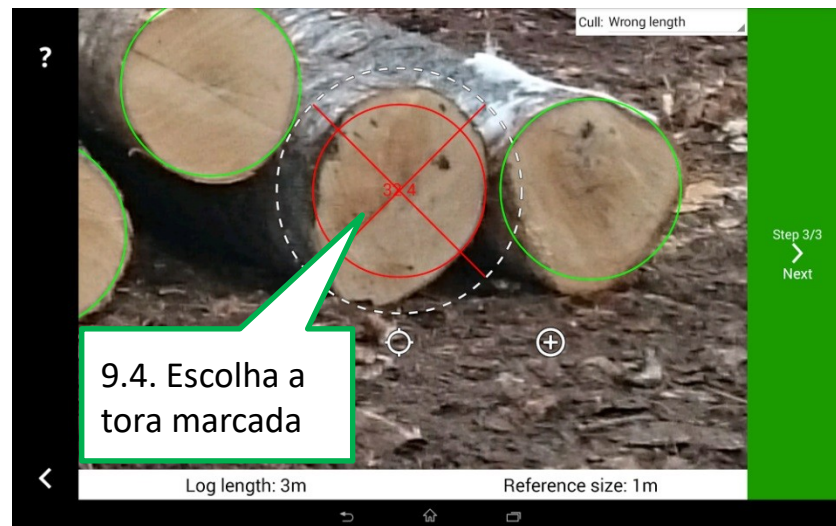 Cull: Wrong length
?
32.4
Step 3/3
Next
9.4. Escolha a
tora marcada
Log length: 3m
Reference size: 1m